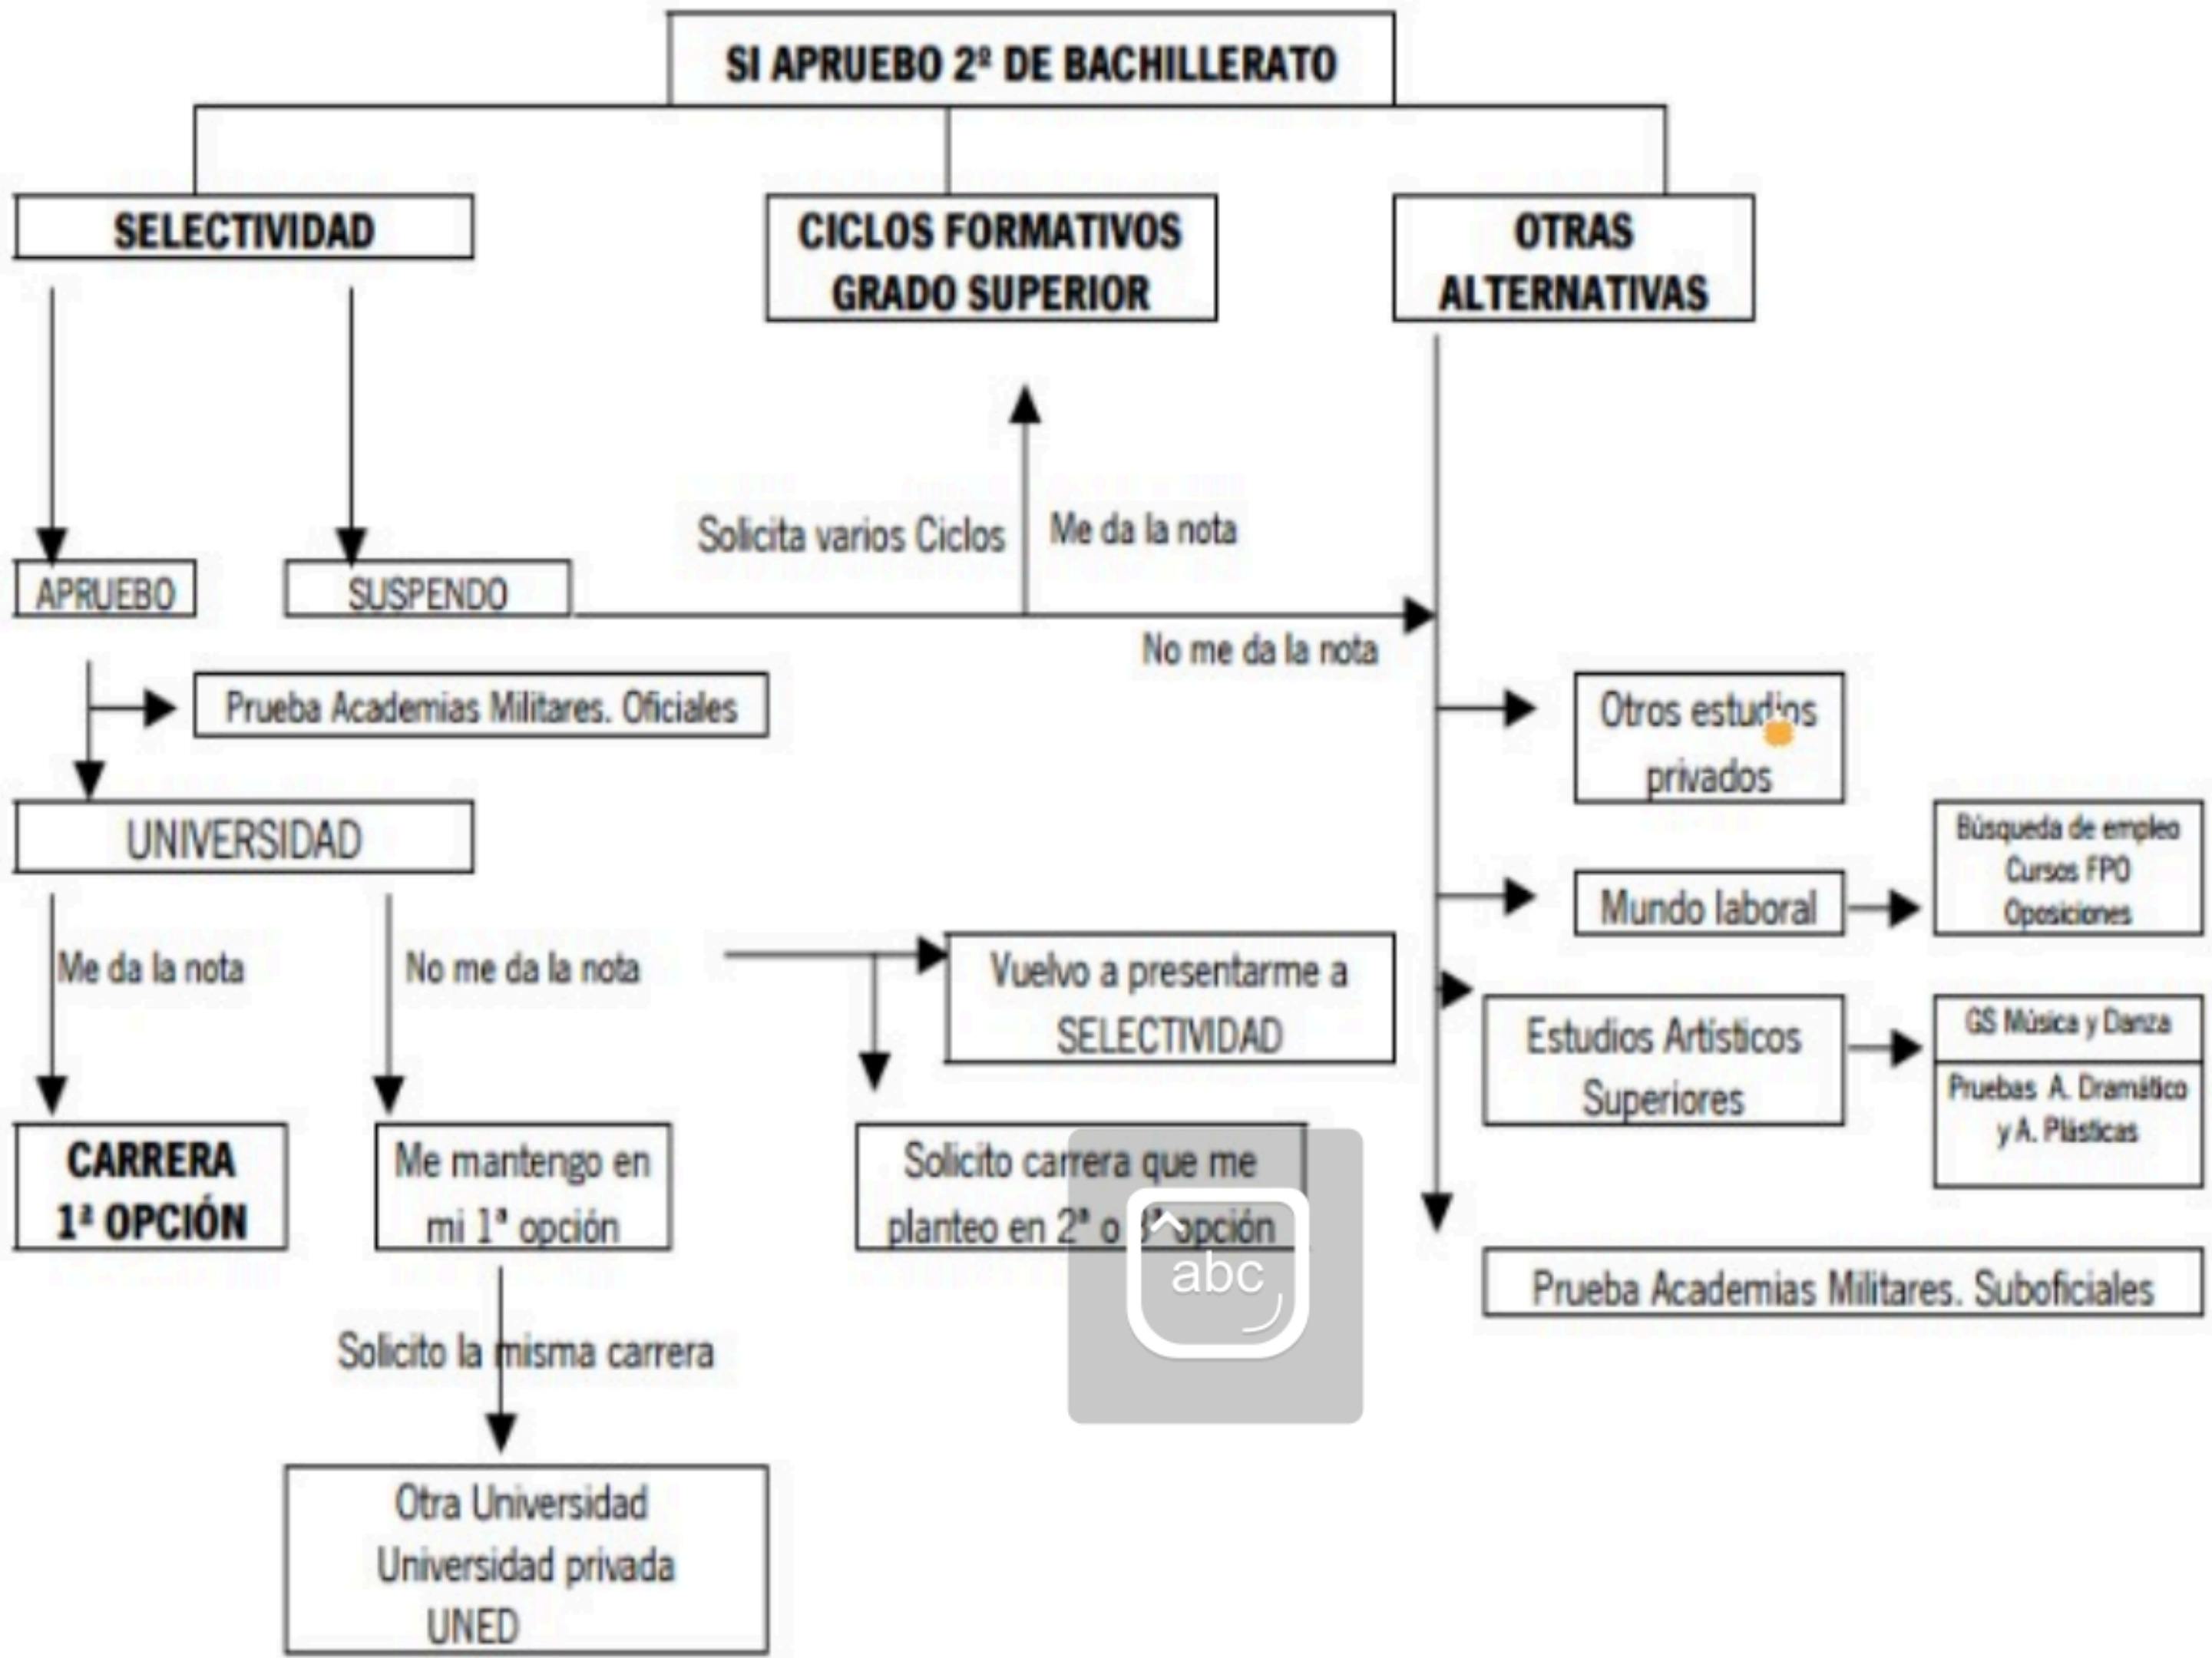 SI APRUEBO 2º DE BACHILLERATO
SELECTIVIDAD
CICLOS FORMATIVOS
GRADO SUPERIOR
OTRAS
ALTERNATIVAS
Solicita varios Ciclos
Me da la nota
APRUEBO
SUSPENDO
No me da la nota
Prueba Academias Militares. Oficiales
Otros estudios
privados
UNIVERSIDAD
Búsqueda de empleo
Cursos FPO
Oposiciones
Mundo laboral
Me da la nota
No me da la nota
Vuelvo a presentarme a
SELECTIVIDAD
Estudios Artísticos
Superiores
GS Música y Danza
Pruebas A. Dramático
y A. Plásticas
CARRERA
1ª OPCIÓN
Me mantengo en
mi 1ª opción
Solicito carrera que me
planteo en 2ª o 3ª opción
abc
Prueba Academias Militares. Suboficiales
Solicito la misma carrera
Otra Universidad
Universidad privada
UNED